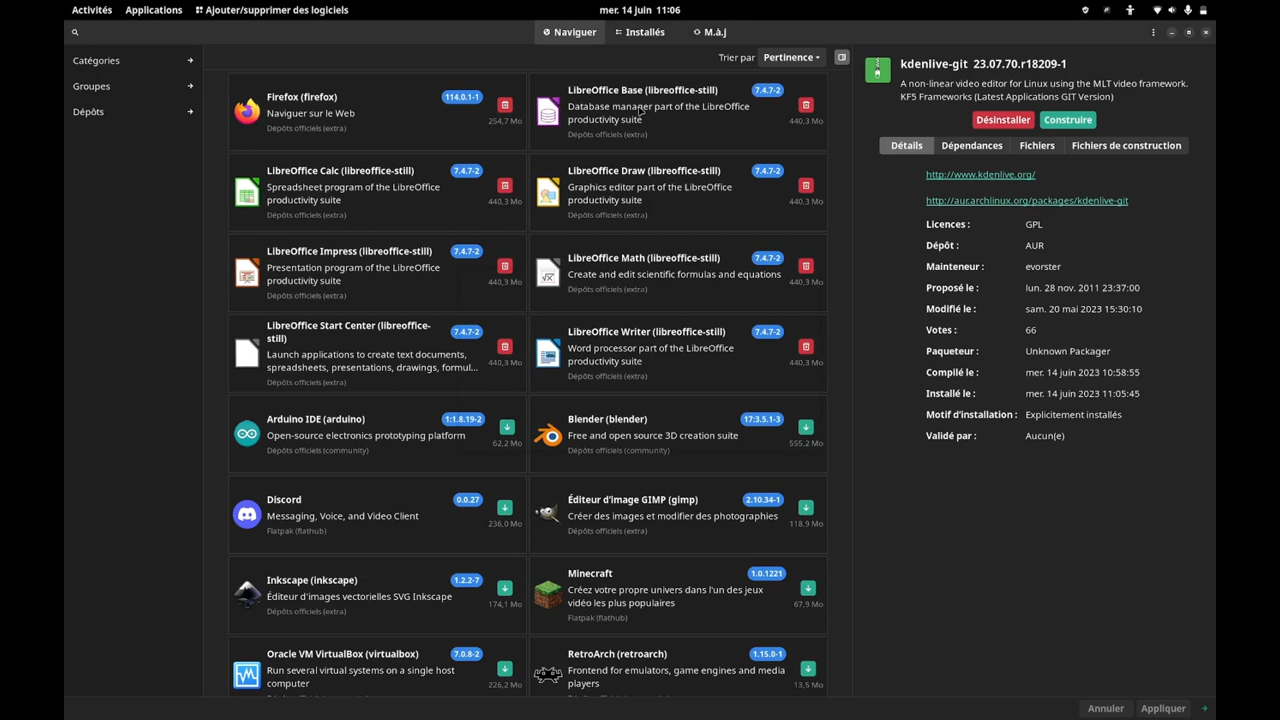 Activités Applications Ajouter/supprimer des logiciels mer. 14 juin 11:06
Naviguer Installés M.à.j
Catégories
Groupes
Dépôts
Trier par Pertinence
Firefox (firefox) 114.0.1-1
Naviguer sur le Web
Dépôts officiels (extra) 254,7 Mo
LibreOffice Base (libreoffice-still) 7.4.7-2
Database manager part of the LibreOffice
productivity suite
Dépôts officiels (extra) 440,3 Mo
LibreOffice Calc (libreoffice-still) 7.4.7-2
Spreadsheet program of the LibreOffice
productivity suite
Dépôts officiels (extra) 440,3 Mo
LibreOffice Draw (libreoffice-still) 7.4.7-2
Graphics editor part of the LibreOffice
productivity suite
Dépôts officiels (extra) 440,3 Mo
LibreOffice Impress (libreoffice-still) 7.4.7-2
Presentation program of the LibreOffice
productivity suite
Dépôts officiels (extra) 440,3 Mo
LibreOffice Math (libreoffice-still) 7.4.7-2
Create and edit scientific formulas and equations
Dépôts officiels (extra) 440,3 Mo
LibreOffice Start Center (libreoffice-
still) 7.4.7-2
Launch applications to create text documents,
spreadsheets, presentations, drawings, formul...
Dépôts officiels (extra) 440,3 Mo
LibreOffice Writer (libreoffice-still) 7.4.7-2
Word processor part of the LibreOffice
productivity suite
Dépôts officiels (extra) 440,3 Mo
Arduino IDE (arduino) 1:1.8.19-2
Open-source electronics prototyping platform
Dépôts officiels (community) 62,2 Mo
Blender (blender) 17:3.5.1-3
Free and open source 3D creation suite
Dépôts officiels (community) 555,2 Mo
Discord 0.0.27
Messaging, Voice, and Video Client
Flatpak (flathub) 236,0 Mo
Éditeur d'image GIMP (gimp) 2.10.34-1
Créer des images et modifier des photographies
Dépôts officiels (extra) 118,9 Mo
Inkscape (inkscape) 1.2.2-7
Éditeur d'images vectorielles SVG Inkscape
Dépôts officiels (extra) 174,1 Mo
Minecraft 1.0.1221
Créez votre propre univers dans l'un des jeux
vidéo les plus populaires
Flatpak (flathub) 67,9 Mo
Oracle VM VirtualBox (virtualbox) 7.0.8-2
Run several virtual systems on a single host
computer 226,2 Mo
RetroArch (retroarch) 1.15.0-1
Frontend for emulators, game engines and media
players 13,5 Mo
kdenlive-git 23.07.70.r18209-1
A non-linear video editor for Linux using the MLT video framework.
KF5 Frameworks (Latest Applications GIT Version)
Désinstaller Construire
Détails Dépendances Fichiers Fichiers de construction
http://www.kdenlive.org/
http://aur.archlinux.org/packages/kdenlive-git
Licences : GPL
Dépôt : AUR
Mainteneur : evorster
Proposé le : lun. 28 nov. 2011 23:37:00
Modifié le : sam. 20 mai 2023 15:30:10
Votes : 66
Paqueteur : Unknown Packager
Compilé le : mer. 14 juin 2023 10:58:55
Installé le : mer. 14 juin 2023 11:05:45
Motif d'installation : Explicitement installés
Validé par : Aucun(e)
Annuler Appliquer